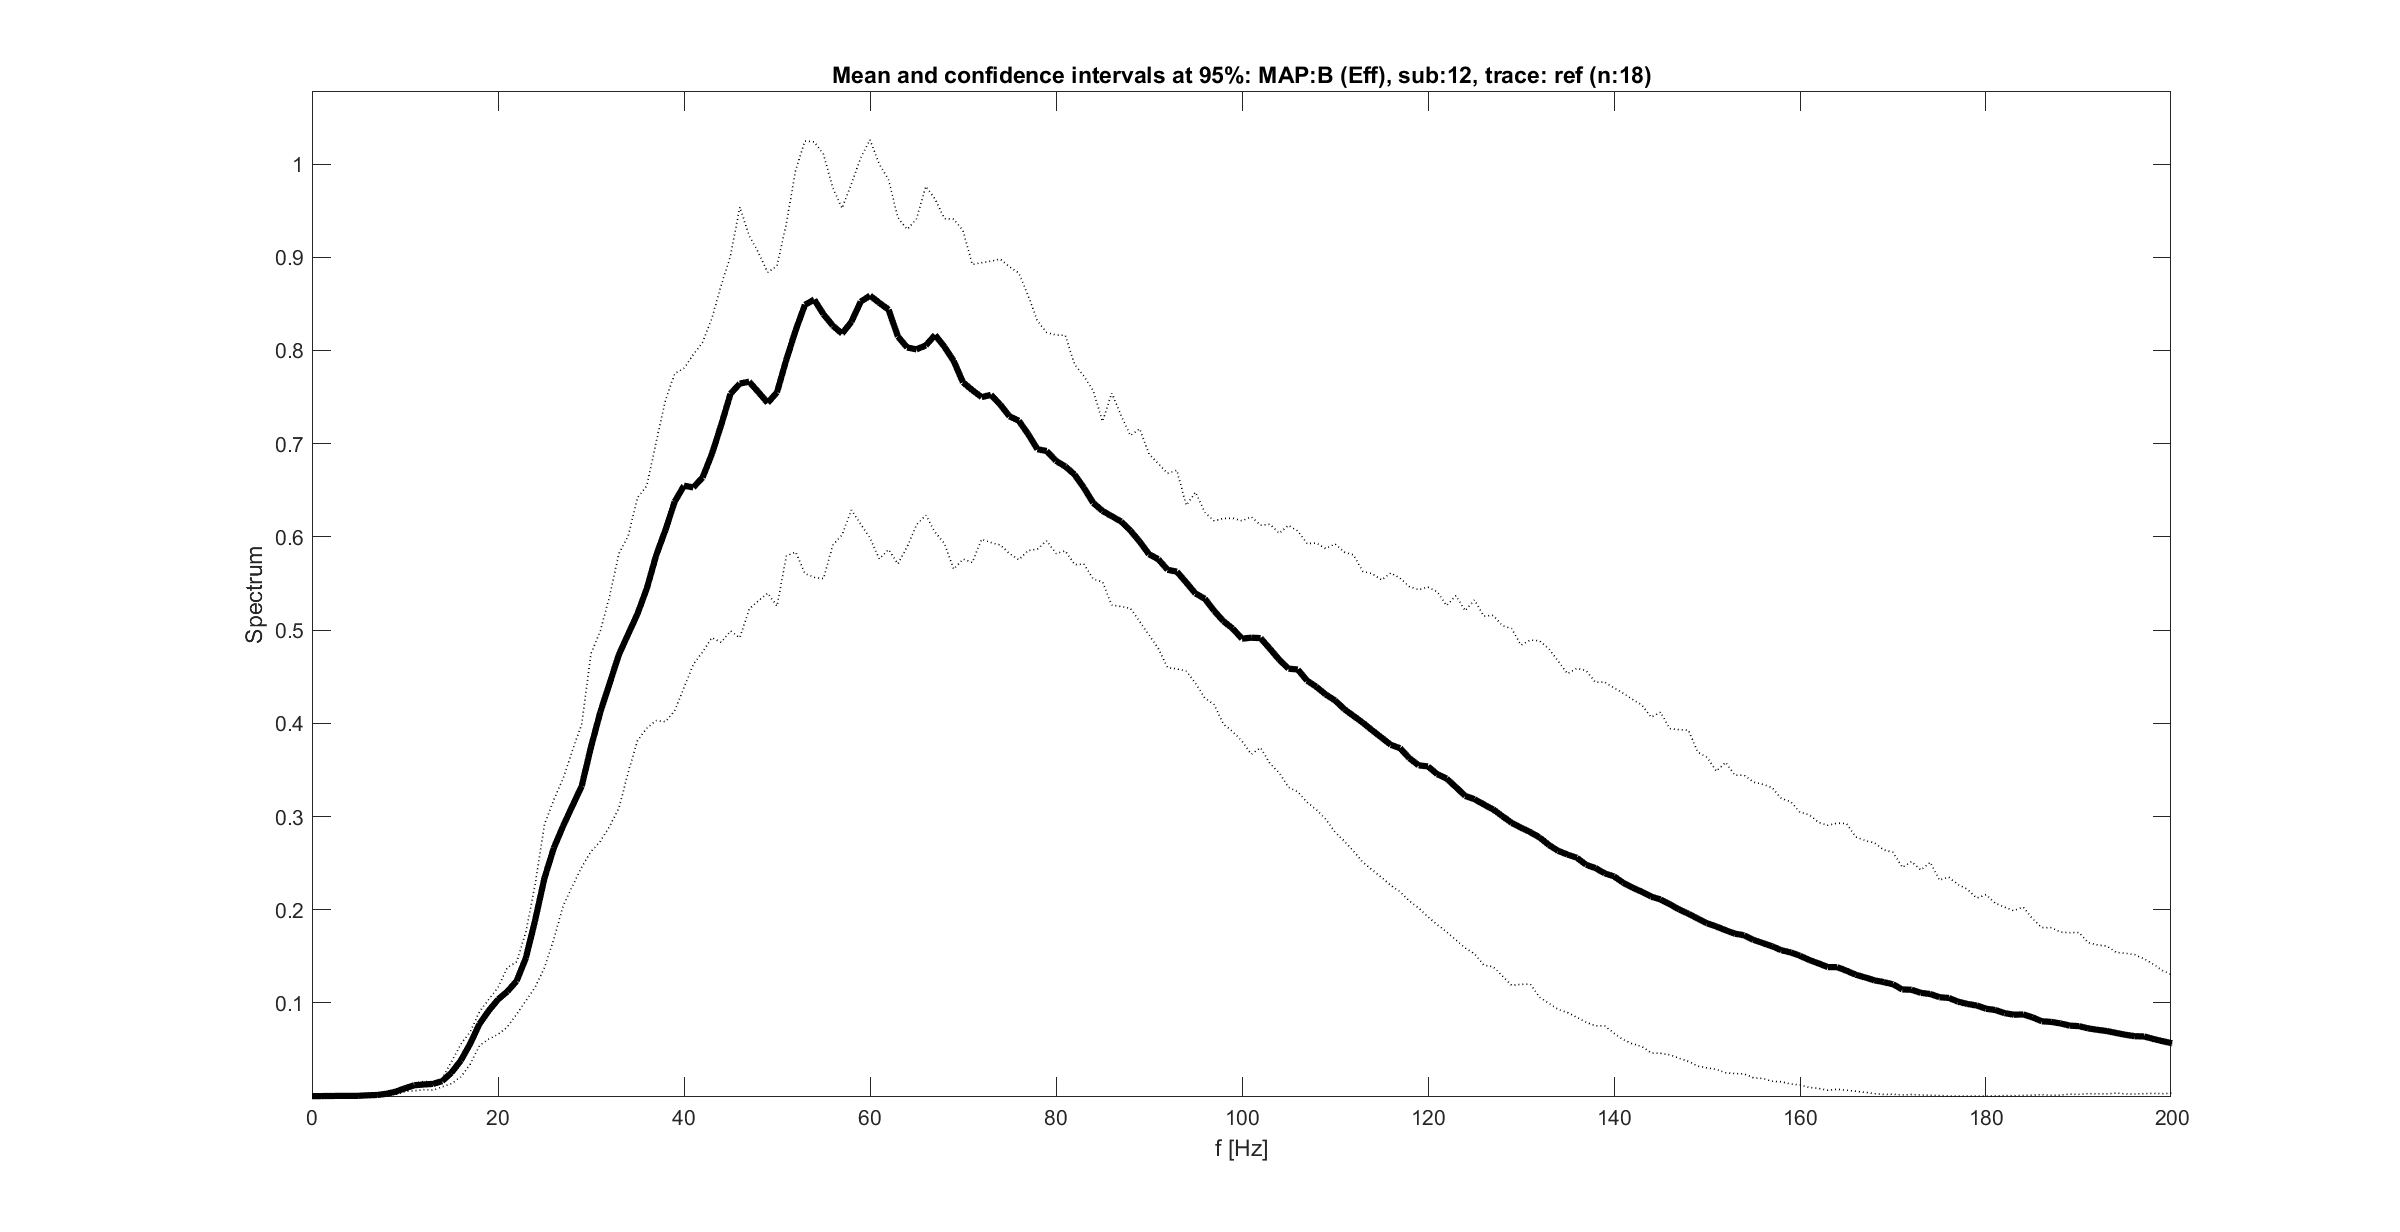 Mean and confidence intervals at 95%: MAP:B (Eff), sub:12, trace: ref (n:18)
1
0.9
0.8
0.7
0.6
0.5
0.4
0.3
0.2
0.1
Spectrum
0 20 40 60 80 100 120 140 160 180 200
f [Hz]